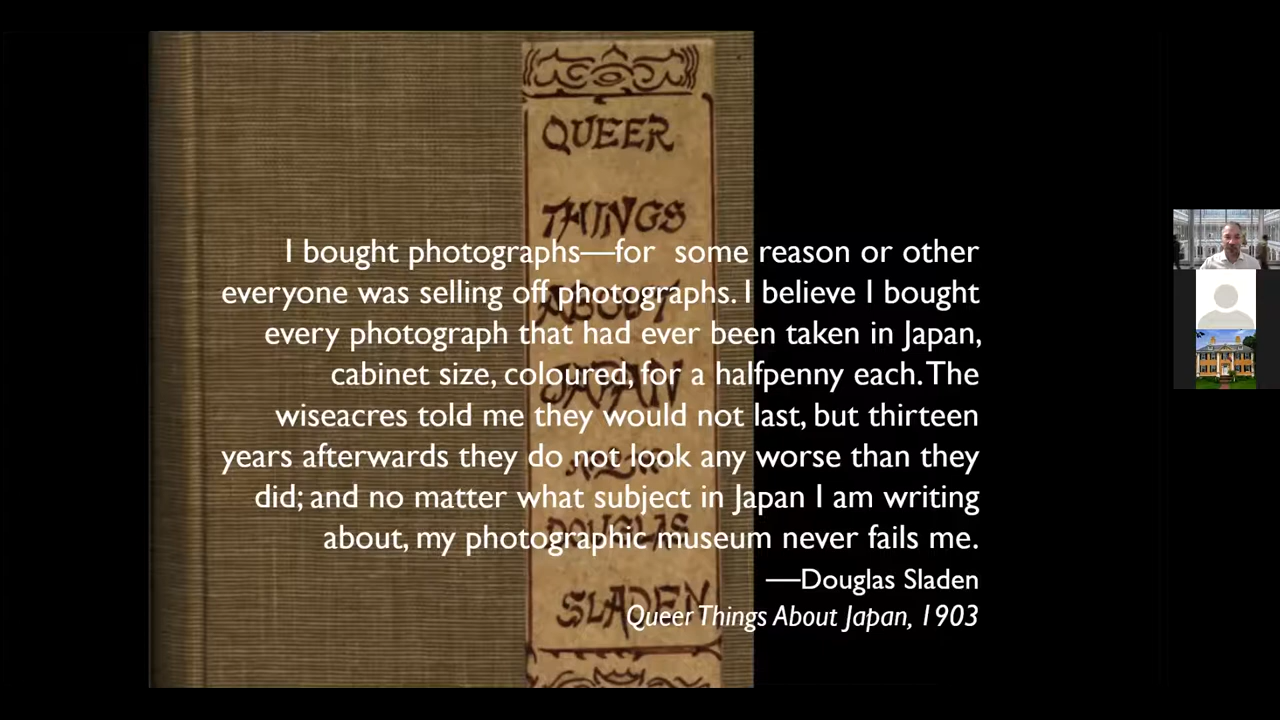 QUEER
THINGS
ABOUT
JAPAN
DOUGLAS
SLADEN
I bought photographs—for some reason or other
everyone was selling off photographs. I believe I bought
every photograph that had ever been taken in Japan,
cabinet size, coloured, for a halfpenny each. The
wiseacres told me they would not last, but thirteen
years afterwards they do not look any worse than they
did; and no matter what subject in Japan I am writing
about, my photographic museum never fails me.
—Douglas Sladen
Queer Things About Japan, 1903